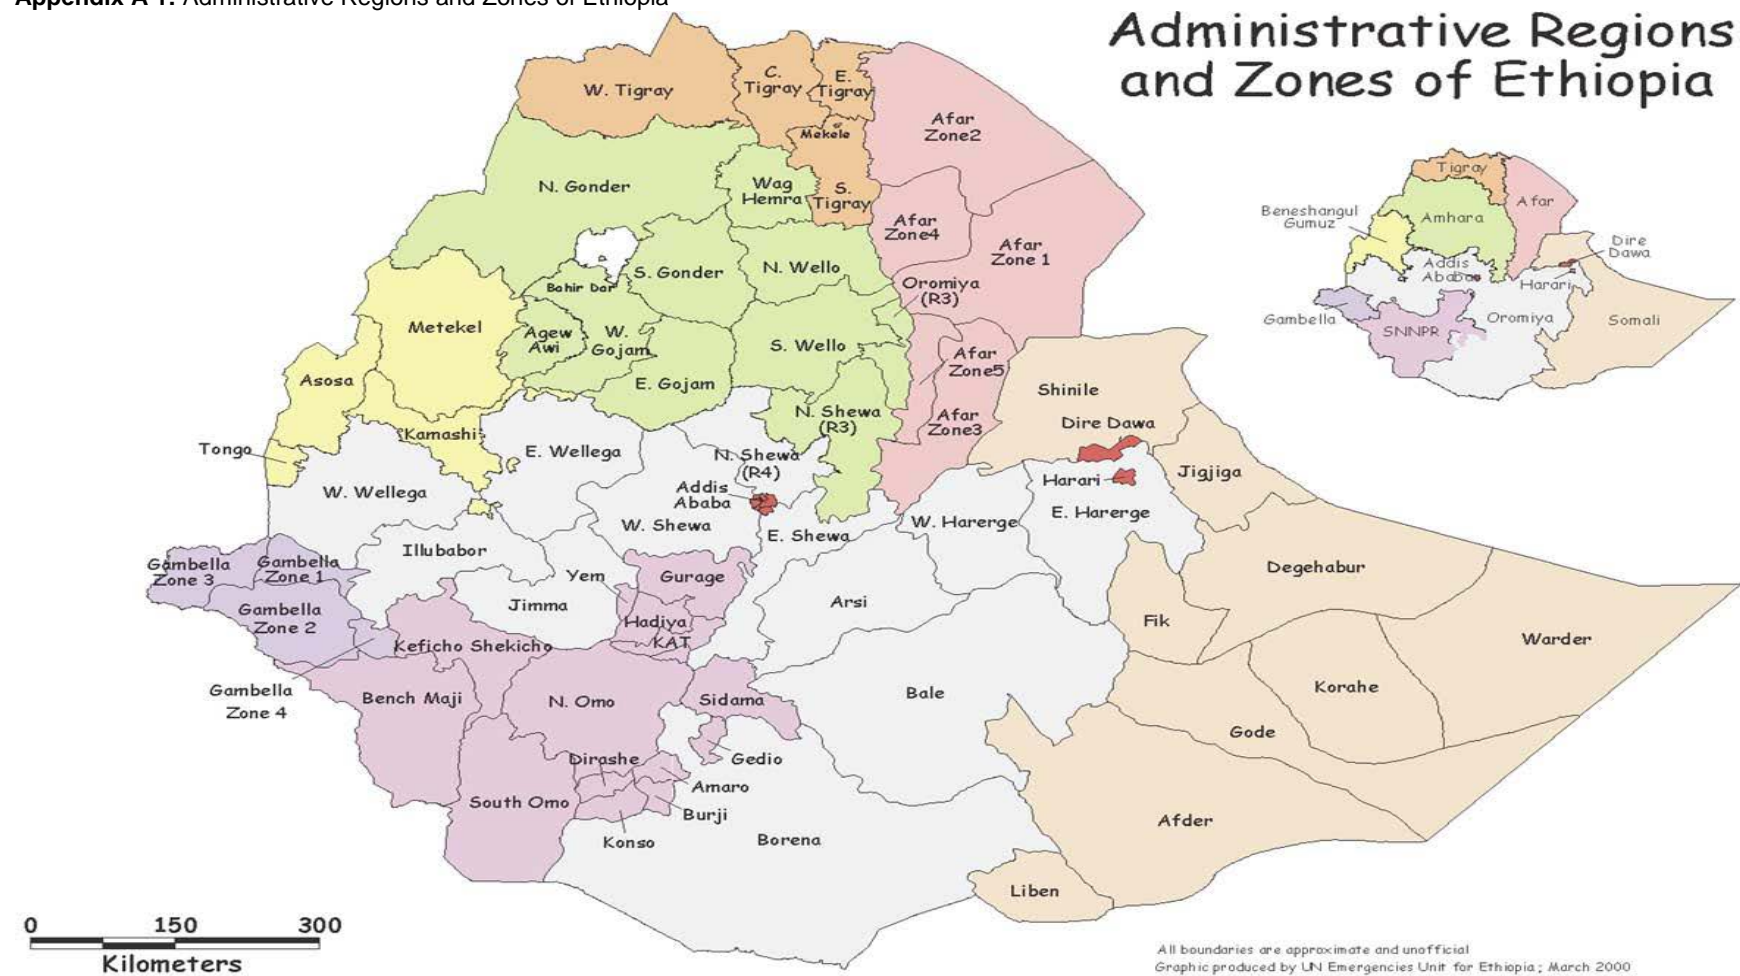 Appendix A-1: Administrative Regions and Zones of Ethiopia
Administrative Regions
and Zones of Ethiopia
W. Tigray
C.
Tigray
E.
Tigray
Mekele
S.
Tigray
Afar
Zone2
N. Gonder
Wag
Hemra
Afar
Zone4
Afar
Zone 1
S. Gonder
N. Wello
Bahir Dar
Oromiya
(R3)
Metekel
Agew
Awi
W.
Gojam
S. Wello
Afar
Zone5
Asosa
E. Gojam
Shinile
N. Shewa
(R3)
Afar
Zone3
Dire Dawa
Tongo
Kamashi
E. Wellega
N. Shewa
(R4)
Jigjiga
Harari
W. Wellega
Addis
Ababa
W. Shewa
E. Shewa
W. Harerge
E. Harerge
Illubabor
Gambella
Zone 3
Gambella
Zone 1
Yem
Gurage
Degehabur
Gambella
Zone 2
Jimma
Arsi
Hadiya
Fik
KAT
Keficho Shekicho
Warder
Gambella
Zone 4
Bench Maji
N. Omo
Sidama
Bale
Korahe
Gode
Dirashe
Gedio
Amaro
South Omo
Burji
Konso
Borena
Afder
Liben
Tigray
Afar
Beneshangul
Gumuz
Amhara
Dire
Dawa
Addis
Ababa
Harari
Gambella
SNNPR
Oromiya
Somali
0 150 300
Kilometers
All boundaries are approximate and unofficial
Graphic produced by UN Emergencies Unit for Ethiopia; March 2000